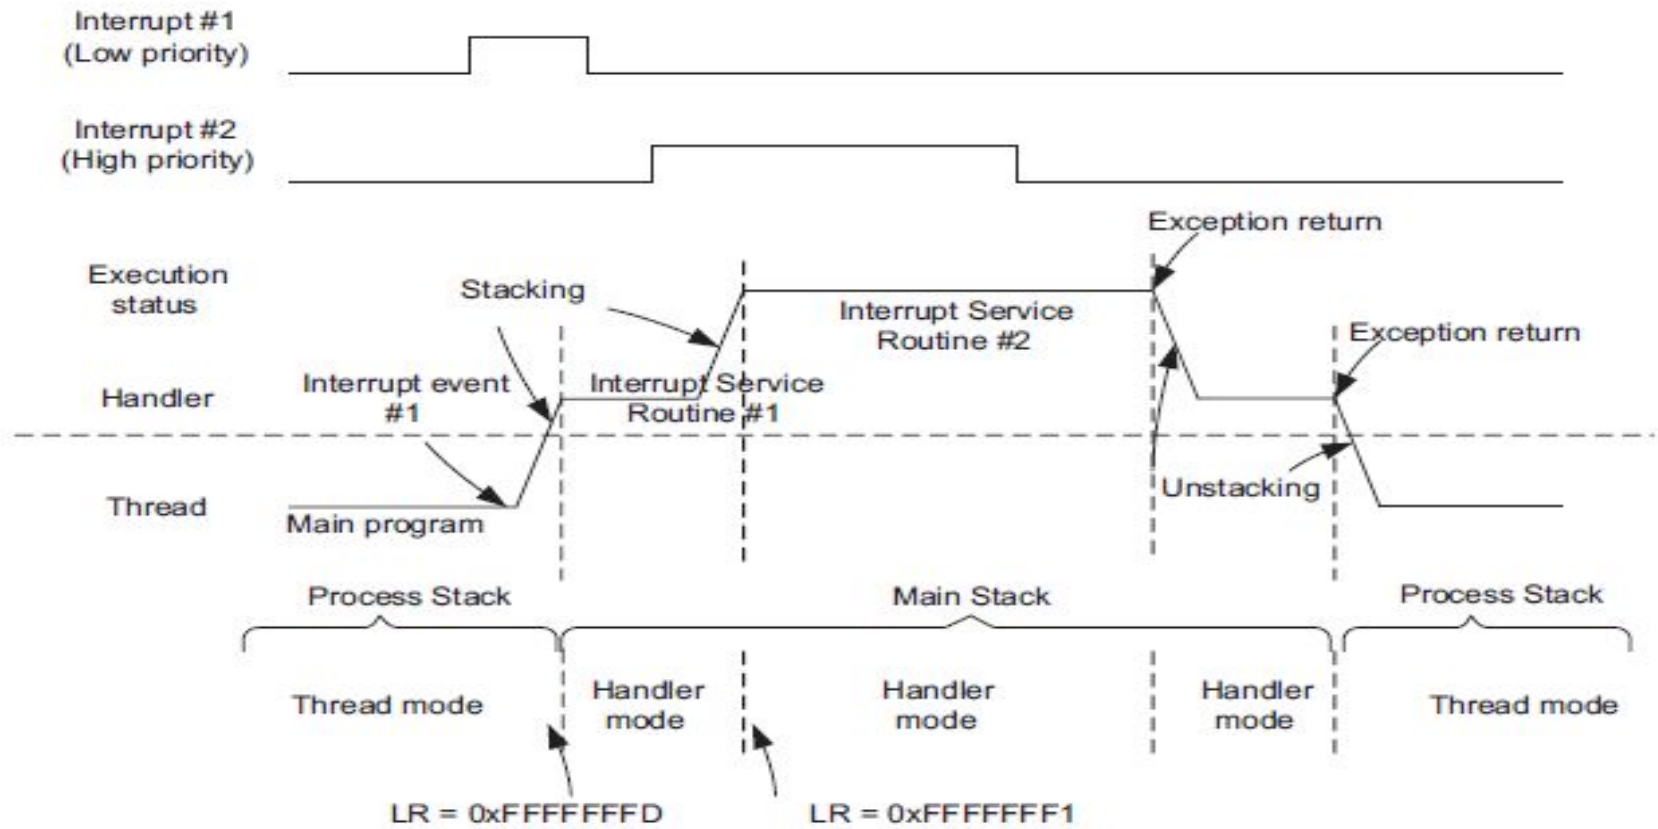 Interrupt #1
(Low priority)
Interrupt #2
(High priority)
Exception return
Execution
status
Stacking
Interrupt Service
Routine #2
Exception return
Handler
Interrupt event
#1
Interrupt Service
Routine #1
Thread
Main program
Unstacking
Process Stack
Main Stack
Process Stack
Thread mode
Handler
mode
Handler
mode
Handler
mode
Thread mode
LR = 0xFFFFFFFD
LR = 0xFFFFFFF1